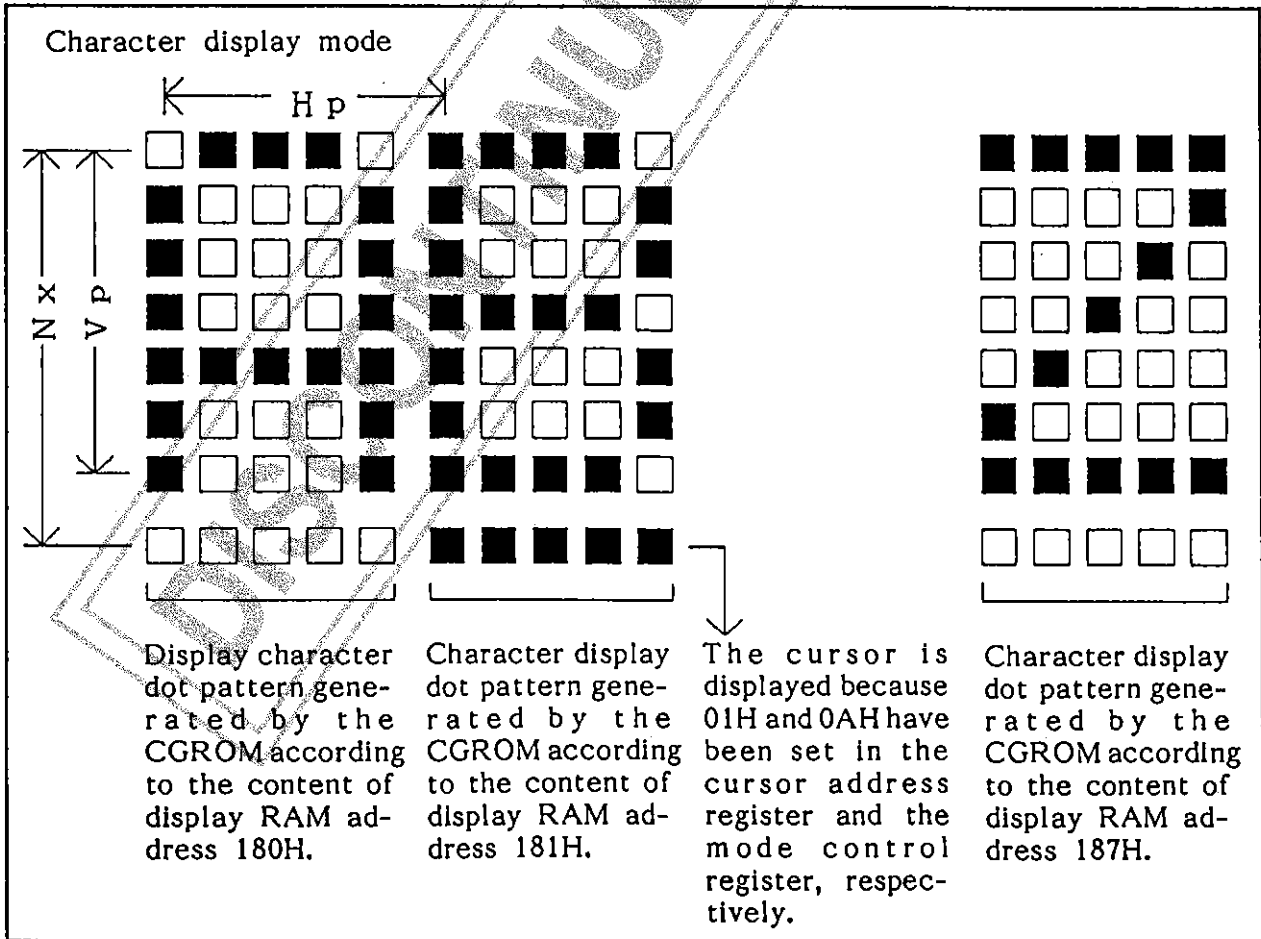 Character display mode
Hp
Nx
Vp
Display character
dot pattern gene-
rated by the
CGROM according
to the content of
display RAM ad-
dress 180H.
Character display
dot pattern gene-
rated by the
CGROM according
to the content of
display RAM ad-
dress 181H.
The cursor is
displayed because
01H and 0AH have
been set in the
cursor address
register and the
mode control
register, respec-
tively.
Character display
dot pattern gene-
rated by the
CGROM according
to the content of
display RAM ad-
dress 187H.